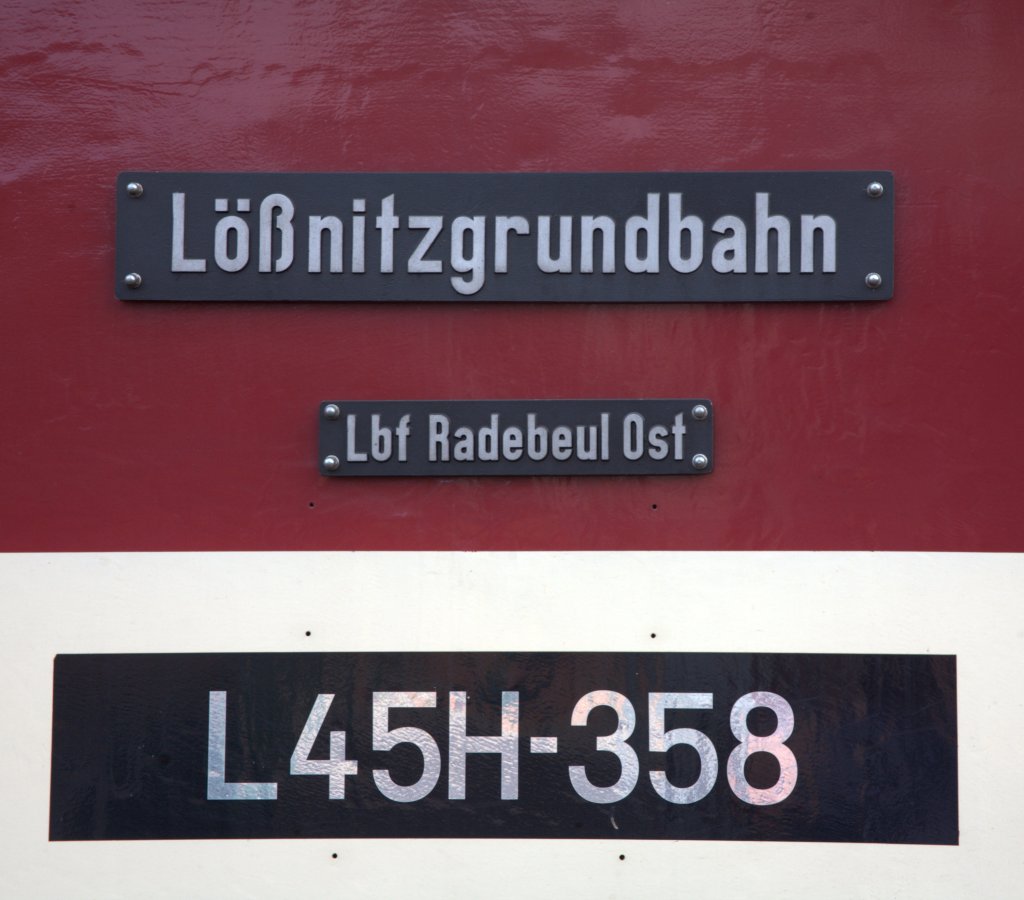 Lößnitzgrundbahn
Lbf Radebeul Ost
L45H-358